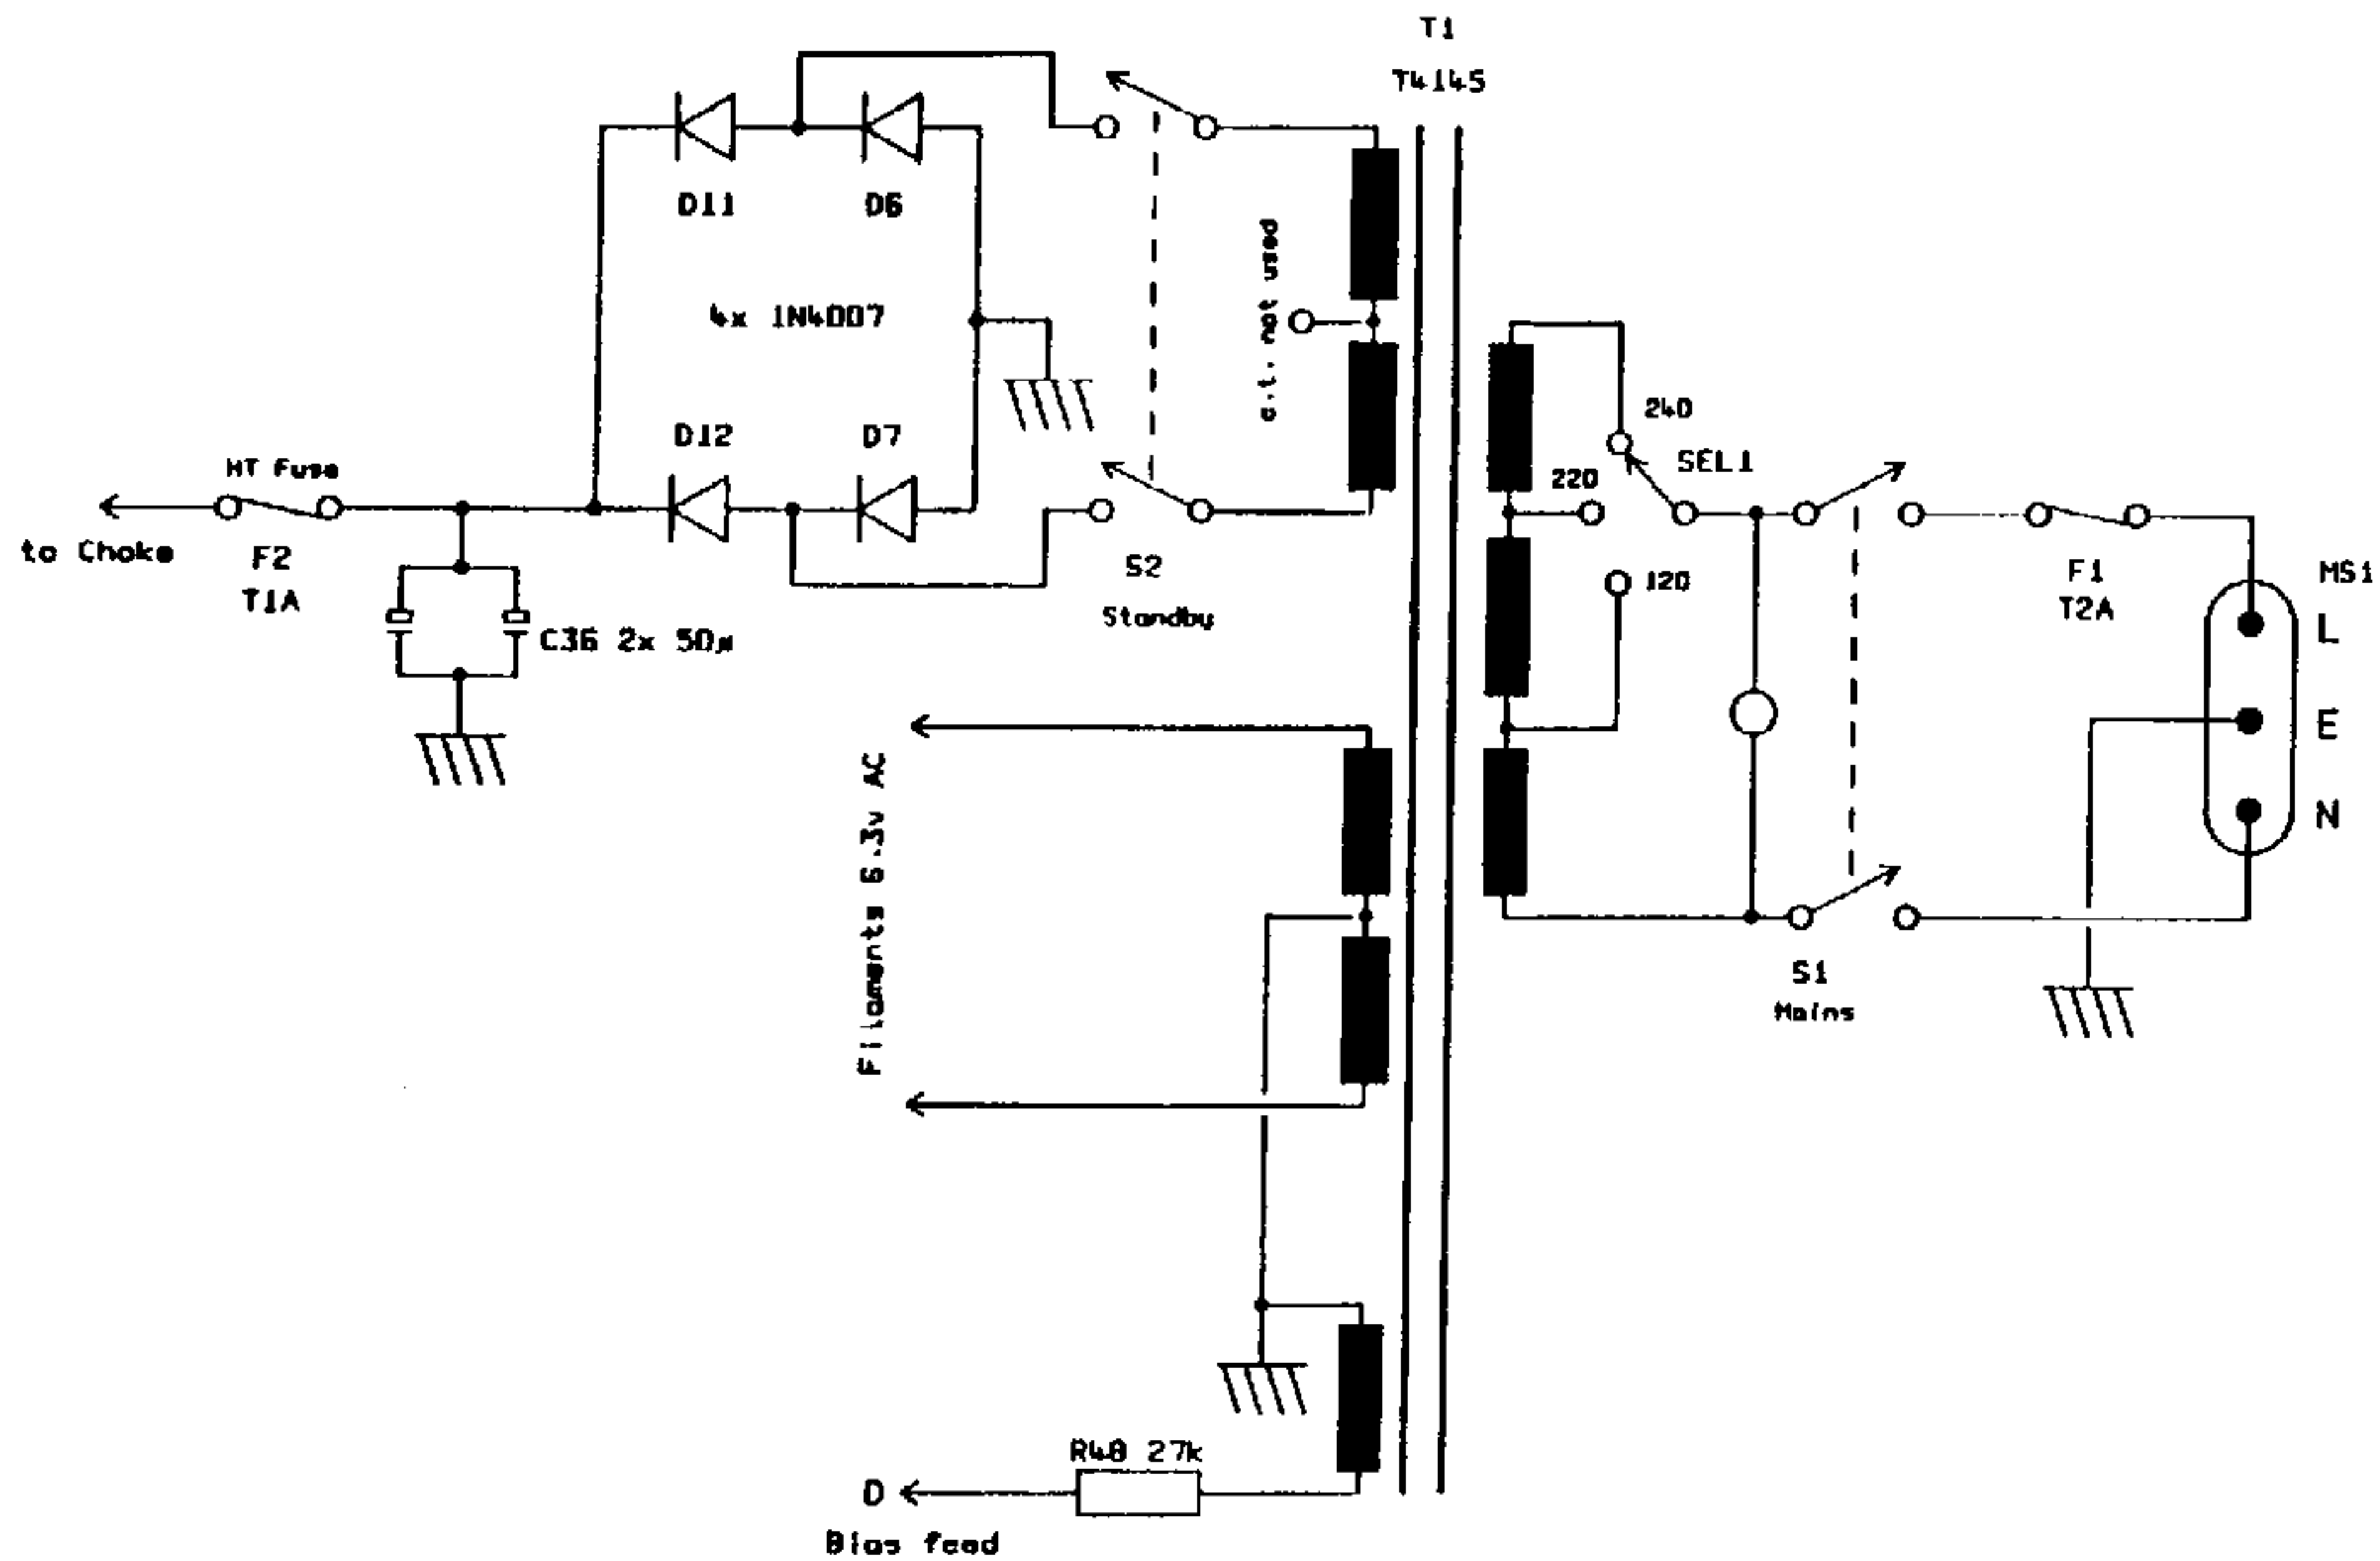 T1
T4145
D11
D6
4x 1N4007
c.t. not used
D12
D7
HT Fuse
to Choke
F2
T1A
C36 2x 50µ
S2
Standby
240
SEL1
220
120
F1
T2A
MS1
L
E
N
S1
Mains
Filaments 6.3v AC
R48 27k
D
Bias feed